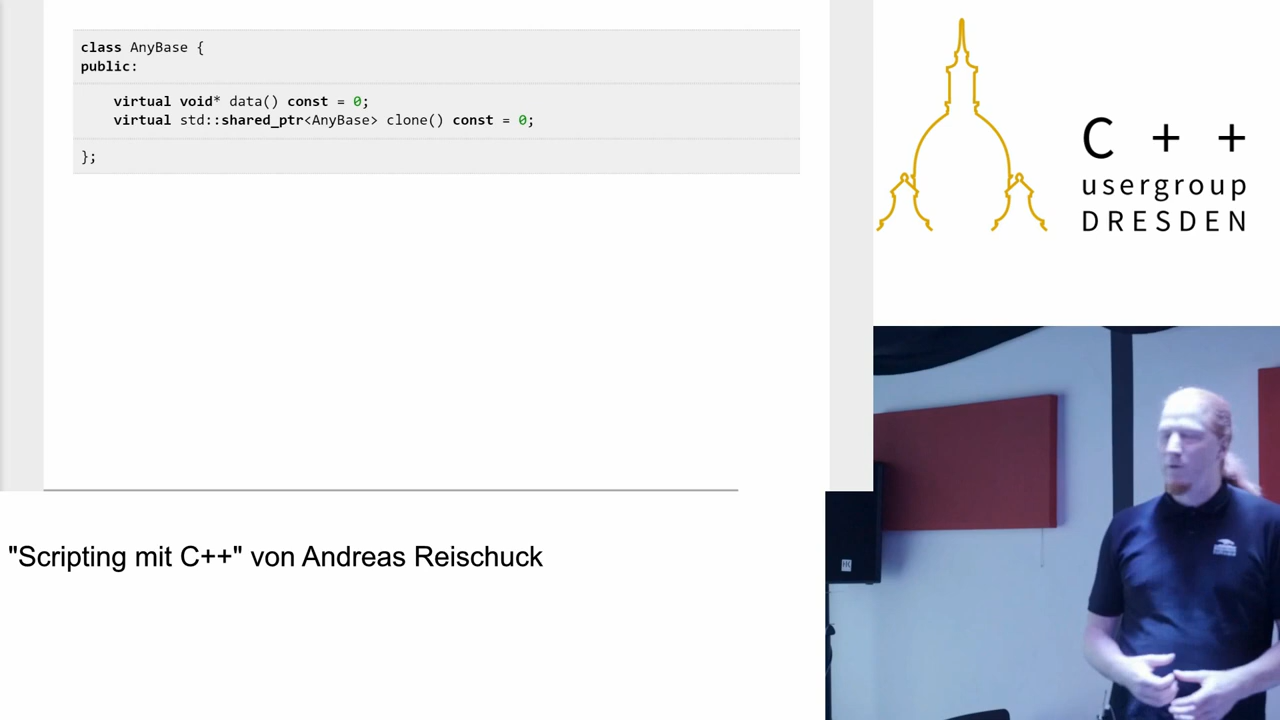 class AnyBase {
public:
    virtual void* data() const = 0;
    virtual std::shared_ptr<AnyBase> clone() const = 0;
};
C + +
usergroup
DRESDEN
"Scripting mit C++" von Andreas Reischuck